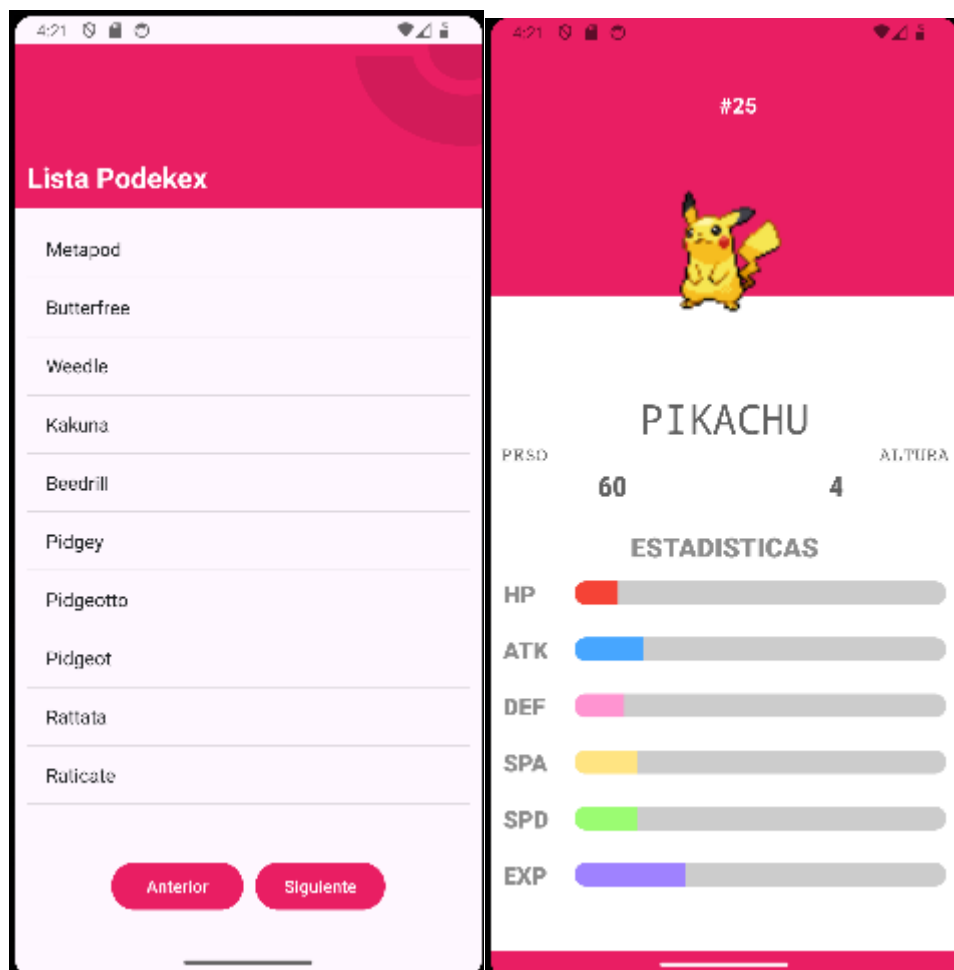 4:21
Lista Podekex
Metapod
Butterfree
Weedle
Kakuna
Beedrill
Pidgey
Pidgeotto
Pidgeot
Rattata
Raticate
Anterior Siguiente
4:21
#25
PIKACHU
PESO ALTURA
60 4
ESTADISTICAS
HP
ATK
DEF
SPA
SPD
EXP